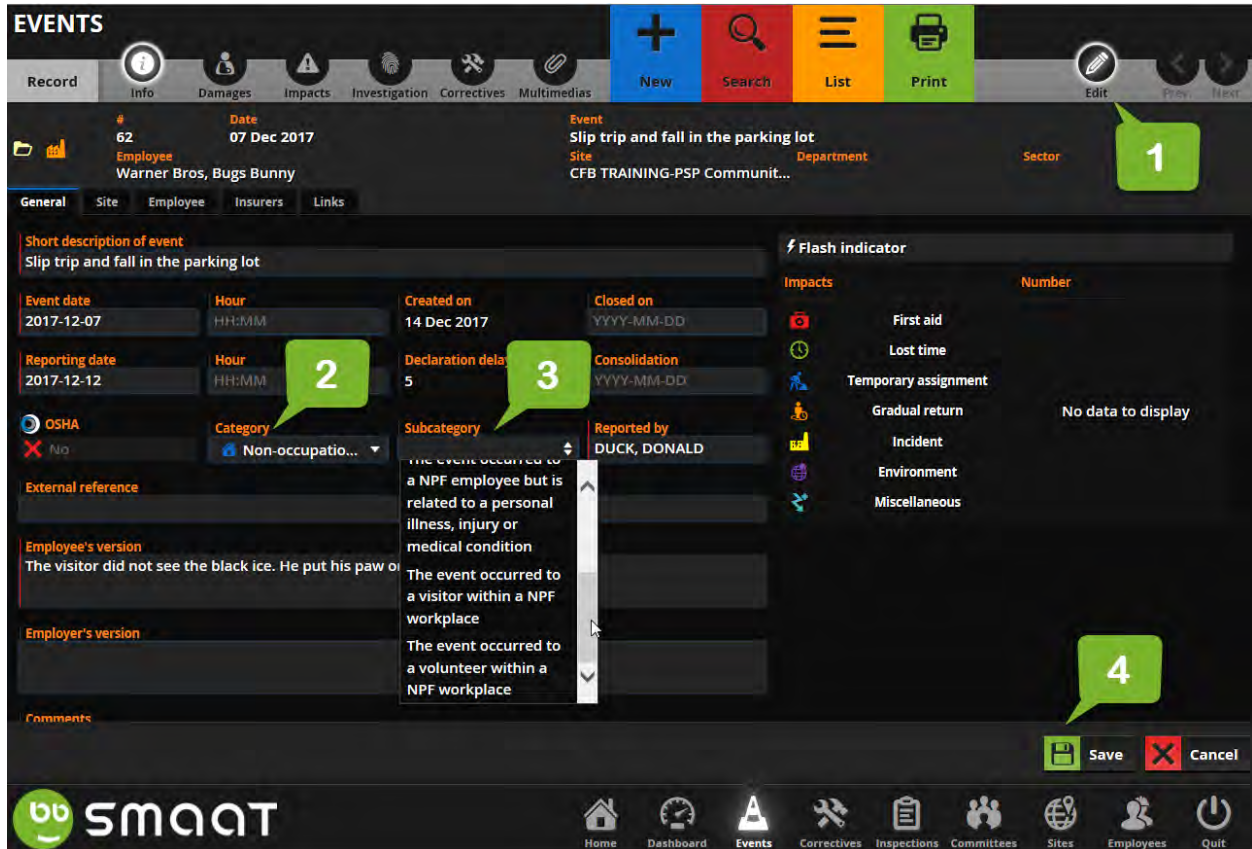 EVENTS
Record
Info
Damages
Impacts
Investigation
Correctives
Multimedias
New
Search
List
Print
Edit
Prev.
Next
1
#
62
Date
07 Dec 2017
Event
Slip trip and fall in the parking lot
Employee
Warner Bros, Bugs Bunny
Site
CFB TRAINING-PSP Communit...
Department
Sector
General
Site
Employee
Insurers
Links
Short description of event
Slip trip and fall in the parking lot
Event date
2017-12-07
Hour
HH:MM
Created on
14 Dec 2017
Closed on
YYYY-MM-DD
Reporting date
2017-12-12
Hour
HH:MM
2
Declaration delay
5
3
Consolidation
YYYY-MM-DD
OSHA
No
Category
Non-occupatio...
Subcategory
Reported by
DUCK, DONALD
The event occurred to
a NPF employee but is
related to a personal
illness, injury or
medical condition
The event occurred to
a visitor within a NPF
workplace
The event occurred to
a volunteer within a
NPF workplace
External reference
Employee's version
The visitor did not see the black ice. He put his paw o
Employer's version
Comments
Flash indicator
Impacts
Number
First aid
Lost time
Temporary assignment
Gradual return
Incident
Environment
Miscellaneous
No data to display
4
Save
Cancel
smaat
Home
Dashboard
Events
Correctives
Inspections
Committees
Sites
Employees
Quit